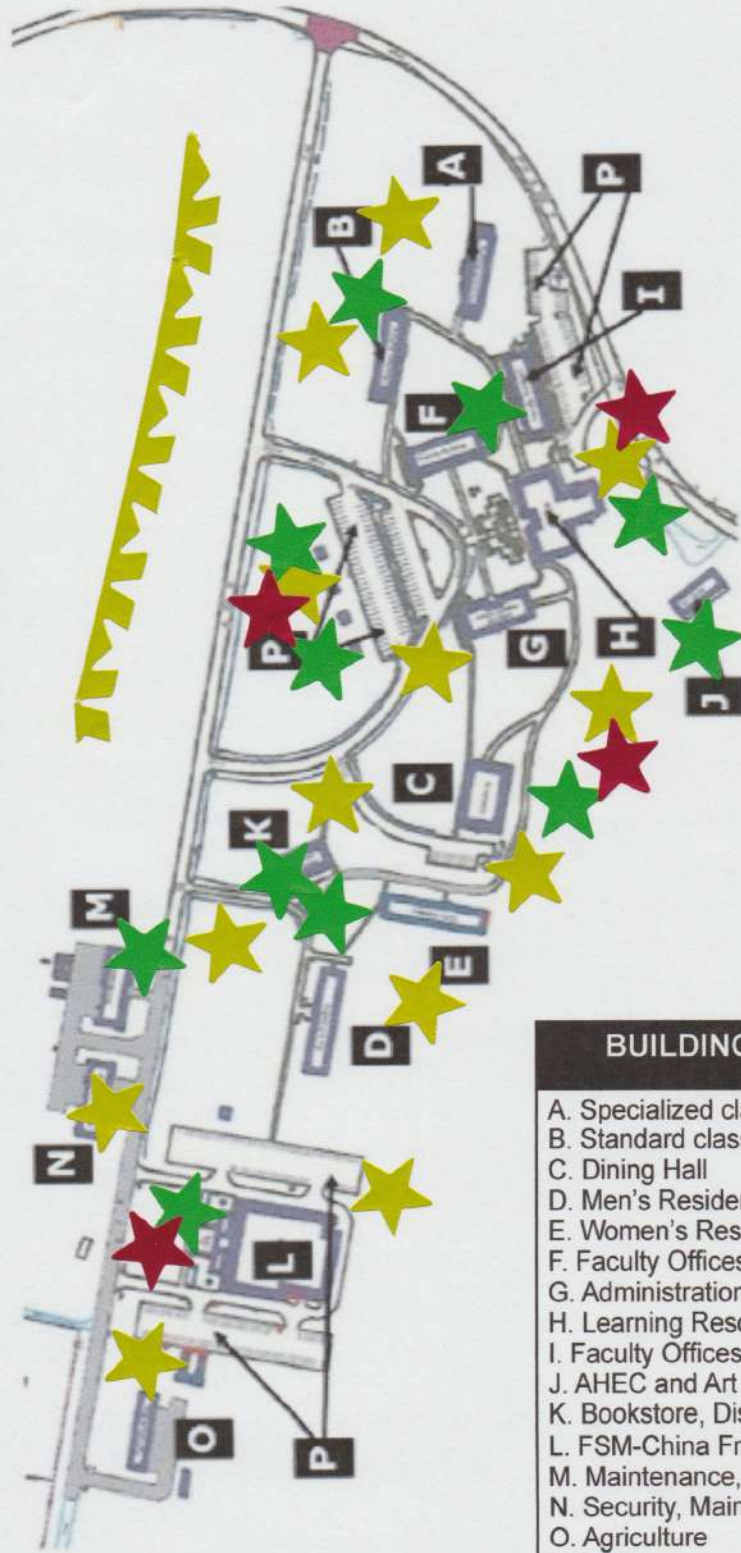 A
B
P
I
F
P
H
G
J
C
K
M
E
D
N
L
P
O
BUILDING
A. Specialized cla
B. Standard class
C. Dining Hall
D. Men's Residen
E. Women's Res
F. Faculty Offices
G. Administration
H. Learning Reso
I. Faculty Offices
J. AHEC and Art
K. Bookstore, Dis
L. FSM-China Fr
M. Maintenance,
N. Security, Main
O. Agriculture